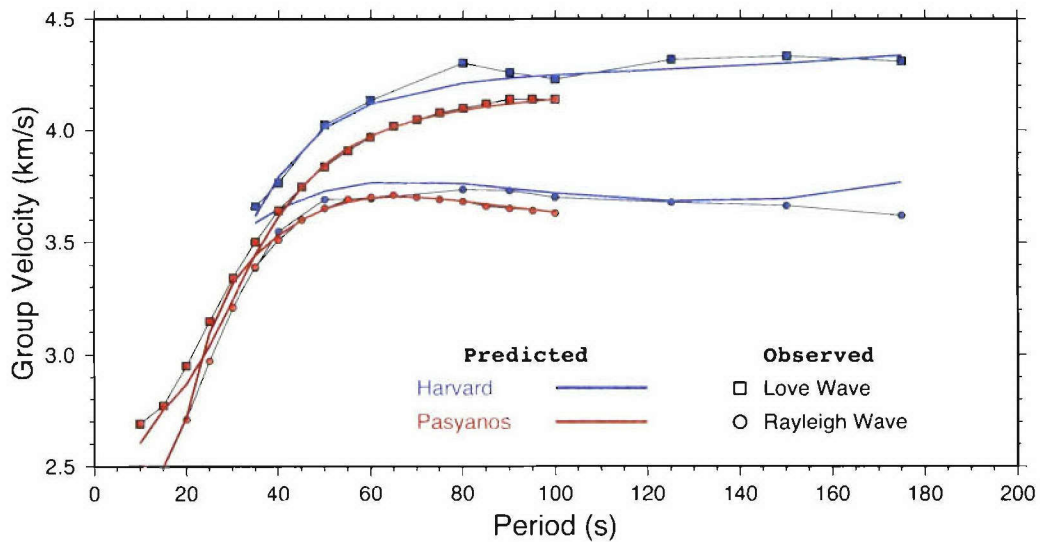 4.5
4.0
3.5
3.0
2.5
Group Velocity (km/s)
Predicted Observed
Harvard Love Wave
Pasyanos Rayleigh Wave
0 20 40 60 80 100 120 140 160 180 200
Period (s)